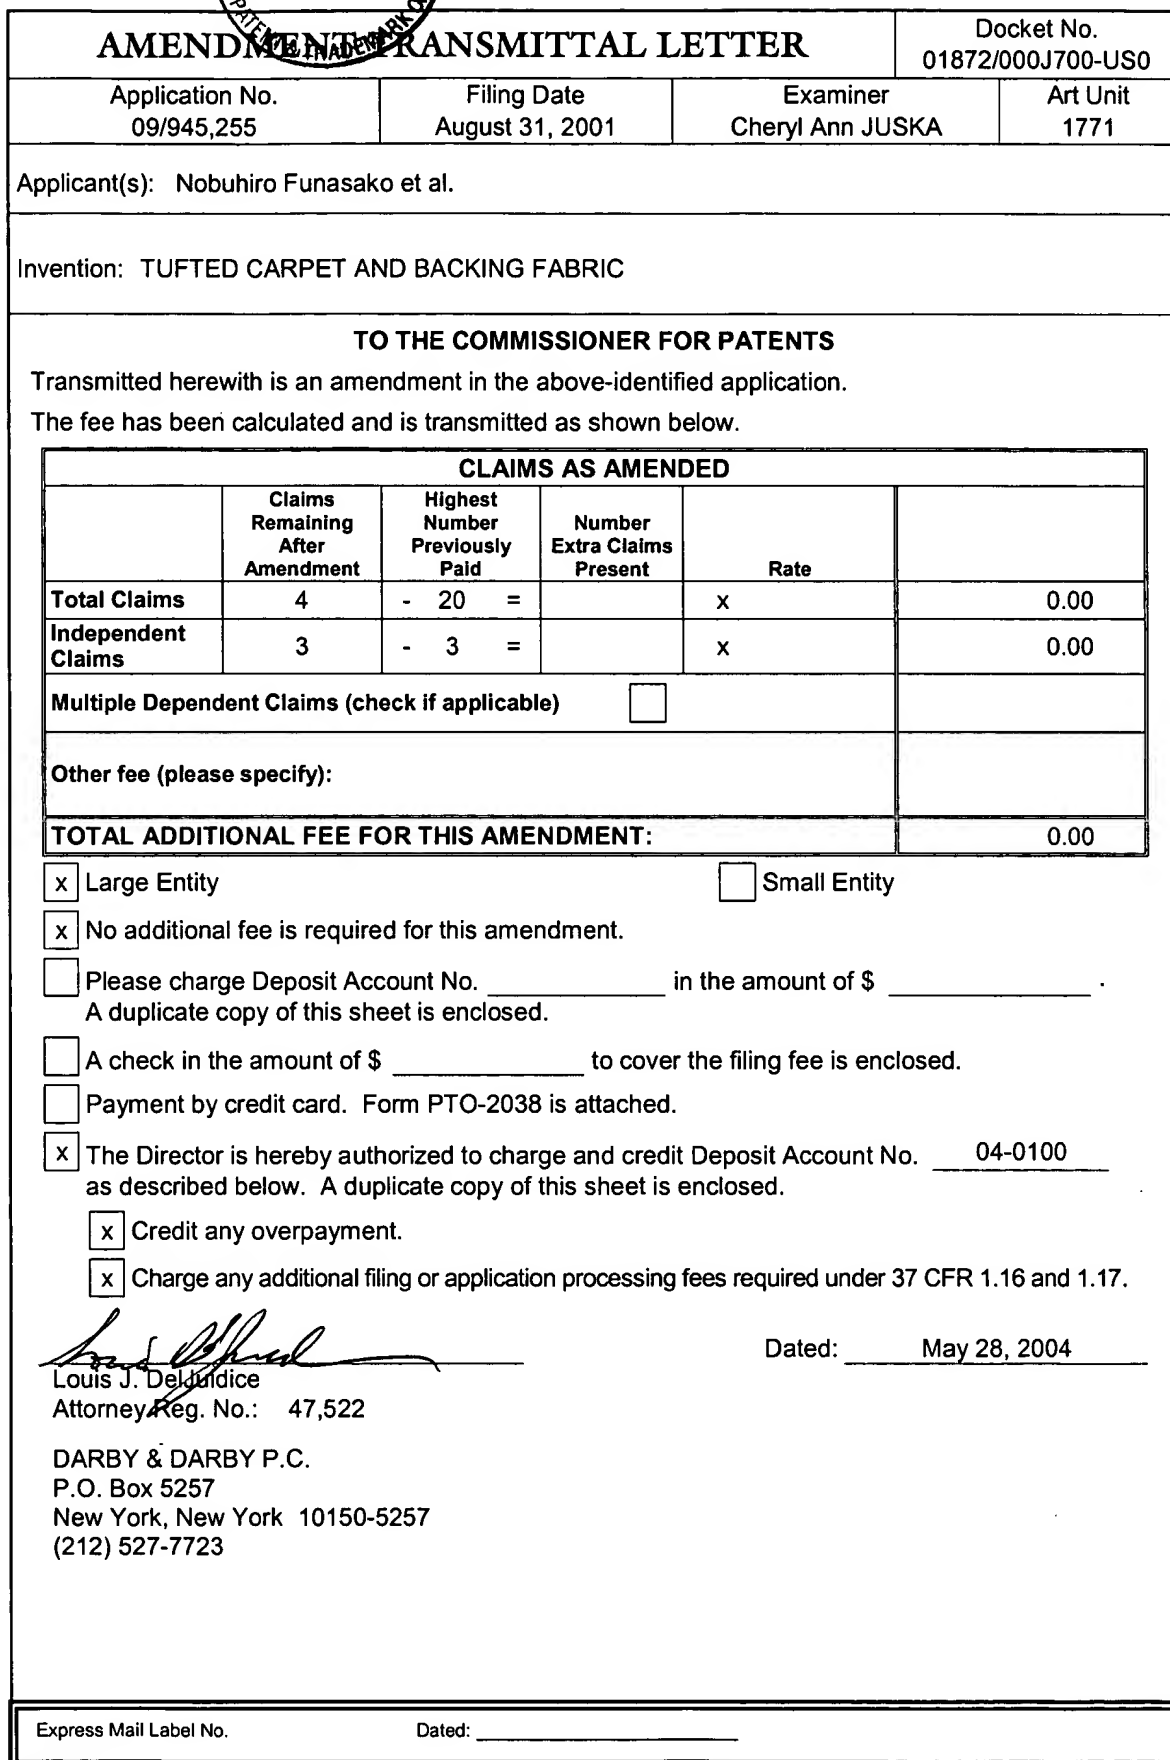 PATENT & TRADEMARK O
AMENDMENT TRANSMITTAL LETTER
Docket No.
01872/000J700-US0
Application No.
09/945,255
Filing Date
August 31, 2001
Examiner
Cheryl Ann JUSKA
Art Unit
1771
Applicant(s): Nobuhiro Funasako et al.
Invention: TUFTED CARPET AND BACKING FABRIC
TO THE COMMISSIONER FOR PATENTS
Transmitted herewith is an amendment in the above-identified application.
The fee has been calculated and is transmitted as shown below.
CLAIMS AS AMENDED
Claims Remaining After Amendment
Highest Number Previously Paid
Number Extra Claims Present
Rate
Total Claims 4 - 20 = x 0.00
Independent Claims 3 - 3 = x 0.00
Multiple Dependent Claims (check if applicable)
Other fee (please specify):
TOTAL ADDITIONAL FEE FOR THIS AMENDMENT: 0.00
x Large Entity Small Entity
x No additional fee is required for this amendment.
Please charge Deposit Account No. ____________ in the amount of $ ____________ .
A duplicate copy of this sheet is enclosed.
A check in the amount of $ ____________ to cover the filing fee is enclosed.
Payment by credit card. Form PTO-2038 is attached.
x The Director is hereby authorized to charge and credit Deposit Account No. 04-0100
as described below. A duplicate copy of this sheet is enclosed.
x Credit any overpayment.
x Charge any additional filing or application processing fees required under 37 CFR 1.16 and 1.17.
Dated: May 28, 2004
Louis J. DelJuidice
Attorney Reg. No.: 47,522
DARBY & DARBY P.C.
P.O. Box 5257
New York, New York 10150-5257
(212) 527-7723
Express Mail Label No. Dated: ____________